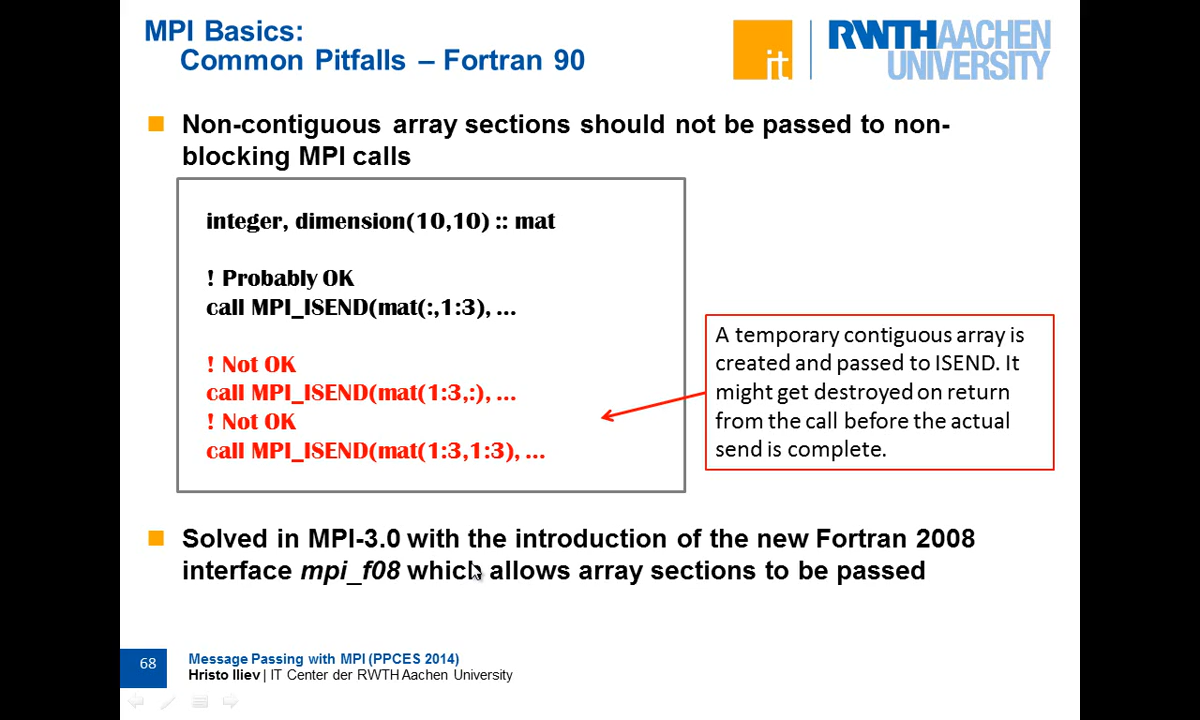 MPI Basics:
Common Pitfalls – Fortran 90
it
RWTHAACHEN
UNIVERSITY
Non-contiguous array sections should not be passed to non-
blocking MPI calls
integer, dimension(10,10) :: mat
! Probably OK
call MPI_ISEND(mat(:,1:3), ...
! Not OK
call MPI_ISEND(mat(1:3,:), ...
! Not OK
call MPI_ISEND(mat(1:3,1:3), ...
A temporary contiguous array is
created and passed to ISEND. It
might get destroyed on return
from the call before the actual
send is complete.
Solved in MPI-3.0 with the introduction of the new Fortran 2008
interface mpi_f08 which allows array sections to be passed
68
Message Passing with MPI (PPCES 2014)
Hristo Iliev | IT Center der RWTH Aachen University